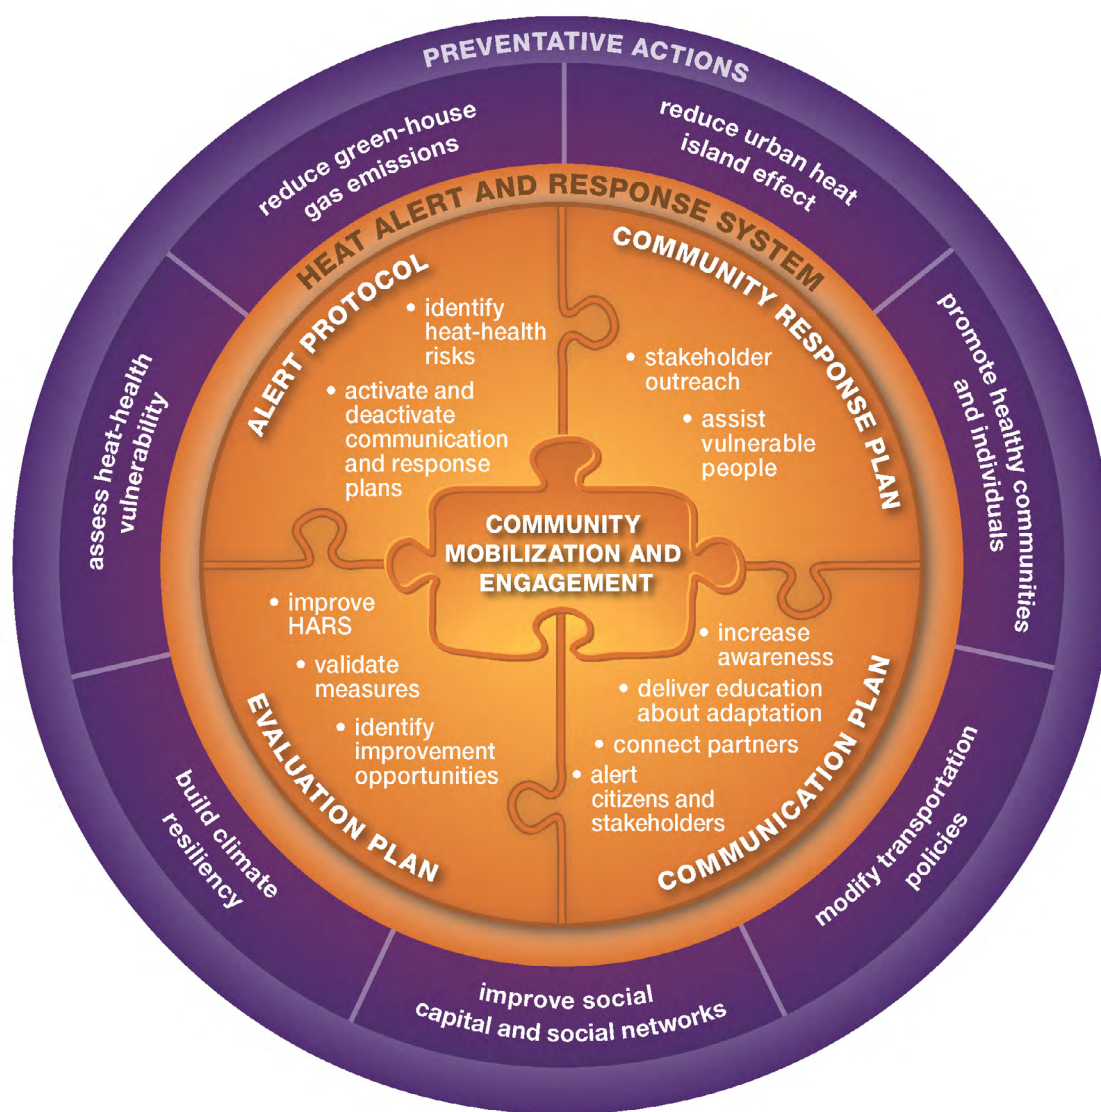 PREVENTATIVE ACTIONS
reduce green-house
gas emissions
reduce urban heat
island effect
promote healthy communities
and individuals
modify transportation
policies
improve social
capital and social networks
build climate
resiliency
assess heat-health
vulnerability
HEAT ALERT AND RESPONSE SYSTEM
ALERT PROTOCOL
• identify
heat-health
risks
• activate and
deactivate
communication
and response
plans
COMMUNITY RESPONSE PLAN
• stakeholder
outreach
• assist
vulnerable
people
COMMUNITY
MOBILIZATION AND
ENGAGEMENT
• improve
HARS
• validate
measures
• identify
improvement
opportunities
EVALUATION PLAN
• increase
awareness
• deliver education
about adaptation
• connect partners
• alert
citizens and
stakeholders
COMMUNICATION PLAN